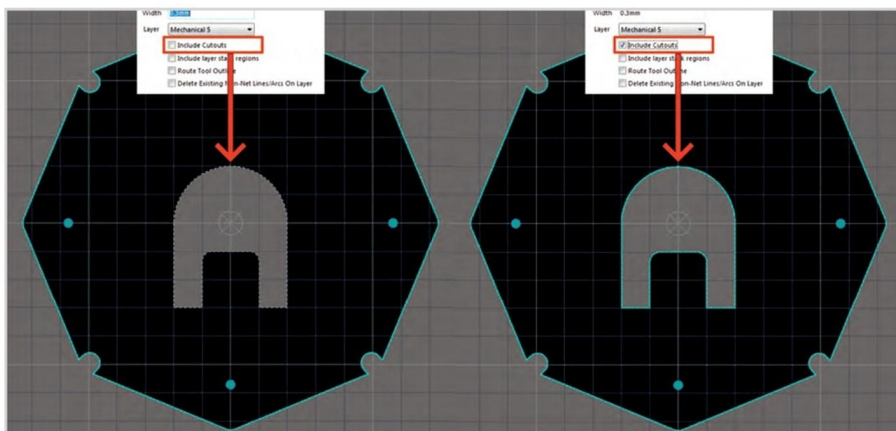 Width 0.3mm
Layer Mechanical 5
Include Cutouts
Include layer stack regions
Route Tool Outline
Delete Existing Non-Net Lines/Arcs On Layer
Width 0.3mm
Layer Mechanical 5
Include Cutouts
Include layer stack regions
Route Tool Outline
Delete Existing Non-Net Lines/Arcs On Layer